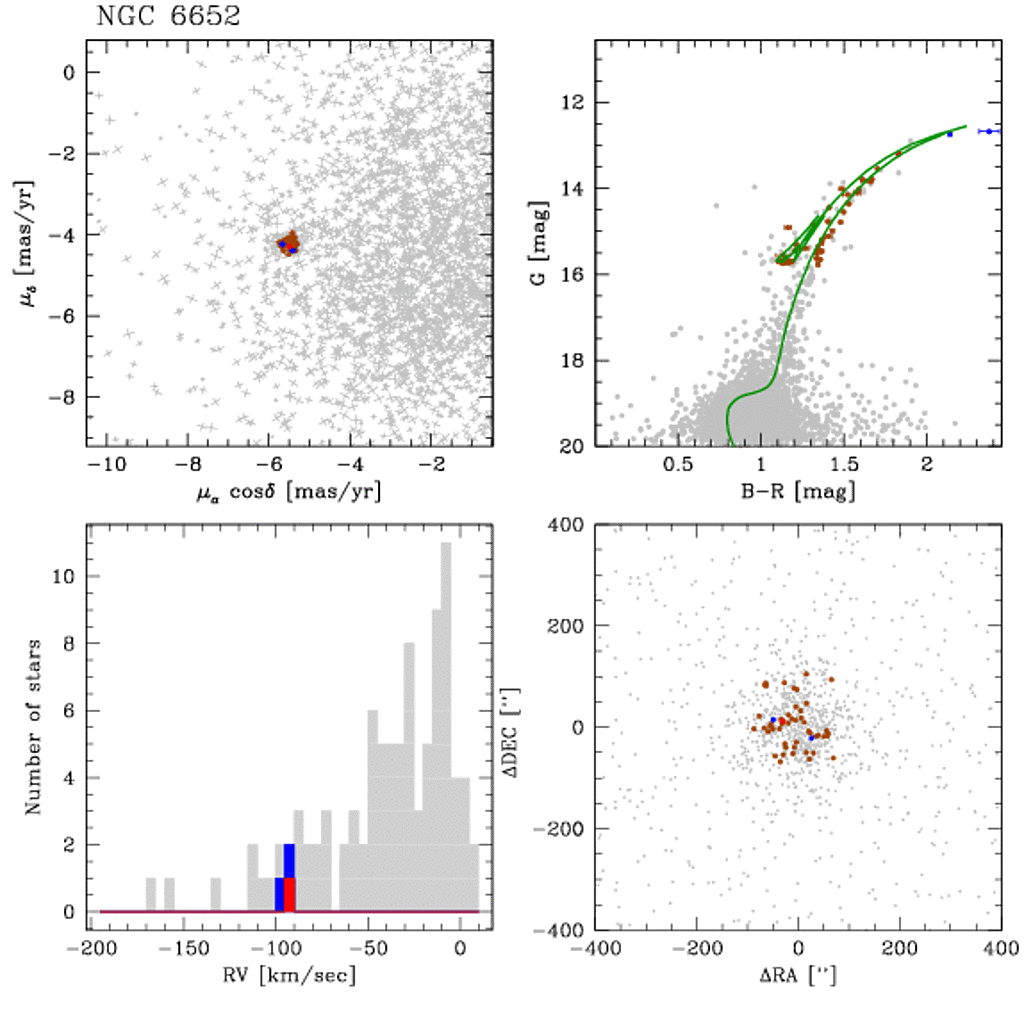 NGC 6652
0
−2
−4
−6
−8
μδ [mas/yr]
−10 −8 −6 −4 −2
μα cosδ [mas/yr]
12
14
16
18
20
G [mag]
0.5 1 1.5 2
B−R [mag]
10
8
6
4
2
0
Number of stars
−200 −150 −100 −50 0
RV [km/sec]
400
200
0
−200
−400
ΔDEC [″]
−400 −200 0 200 400
ΔRA [″]